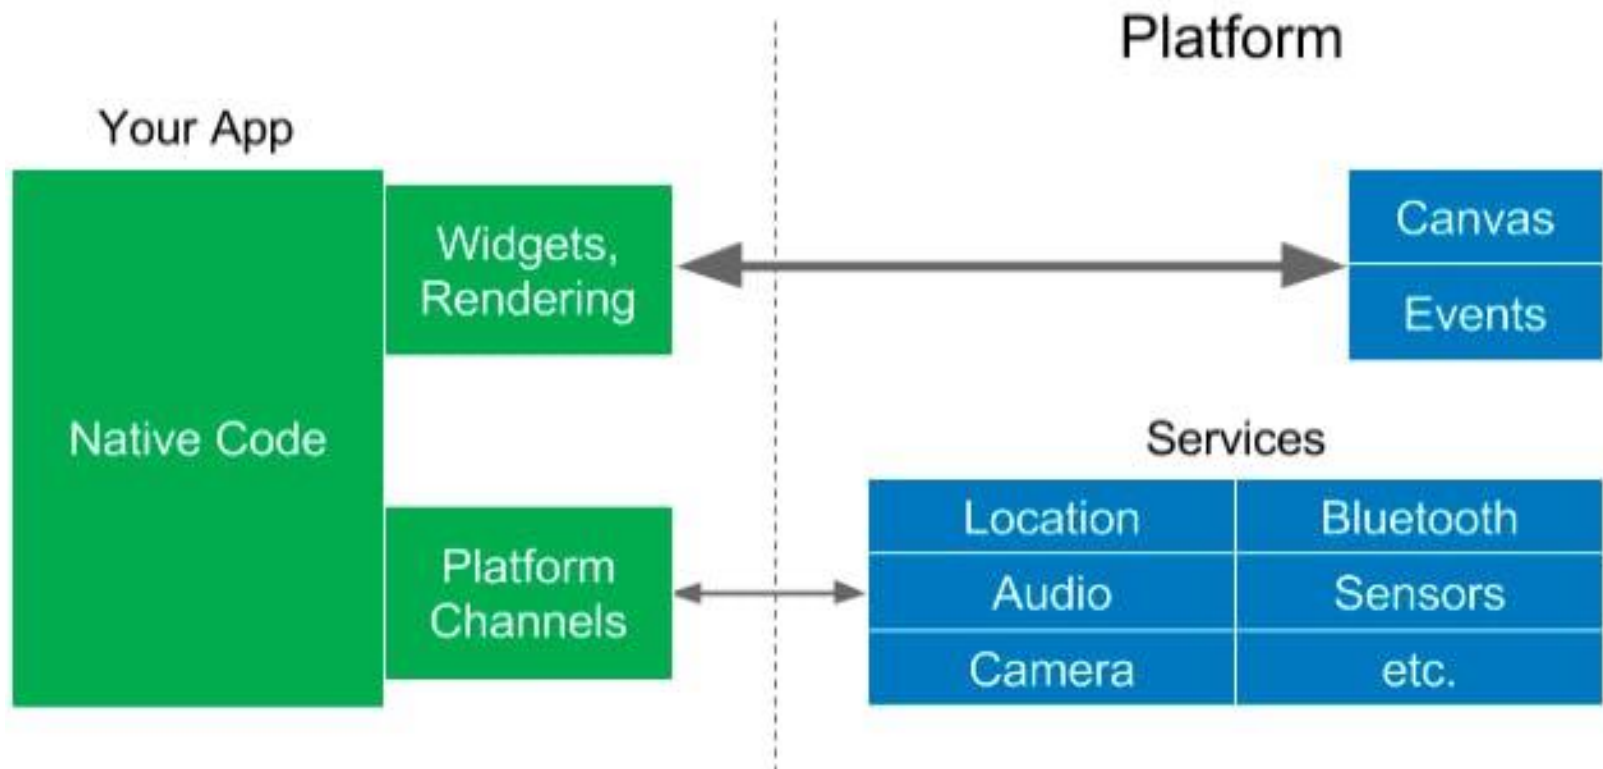 Platform
Your App
Widgets,
Rendering
Canvas
Events
Native Code
Services
Platform
Channels
Location
Bluetooth
Audio
Sensors
Camera
etc.